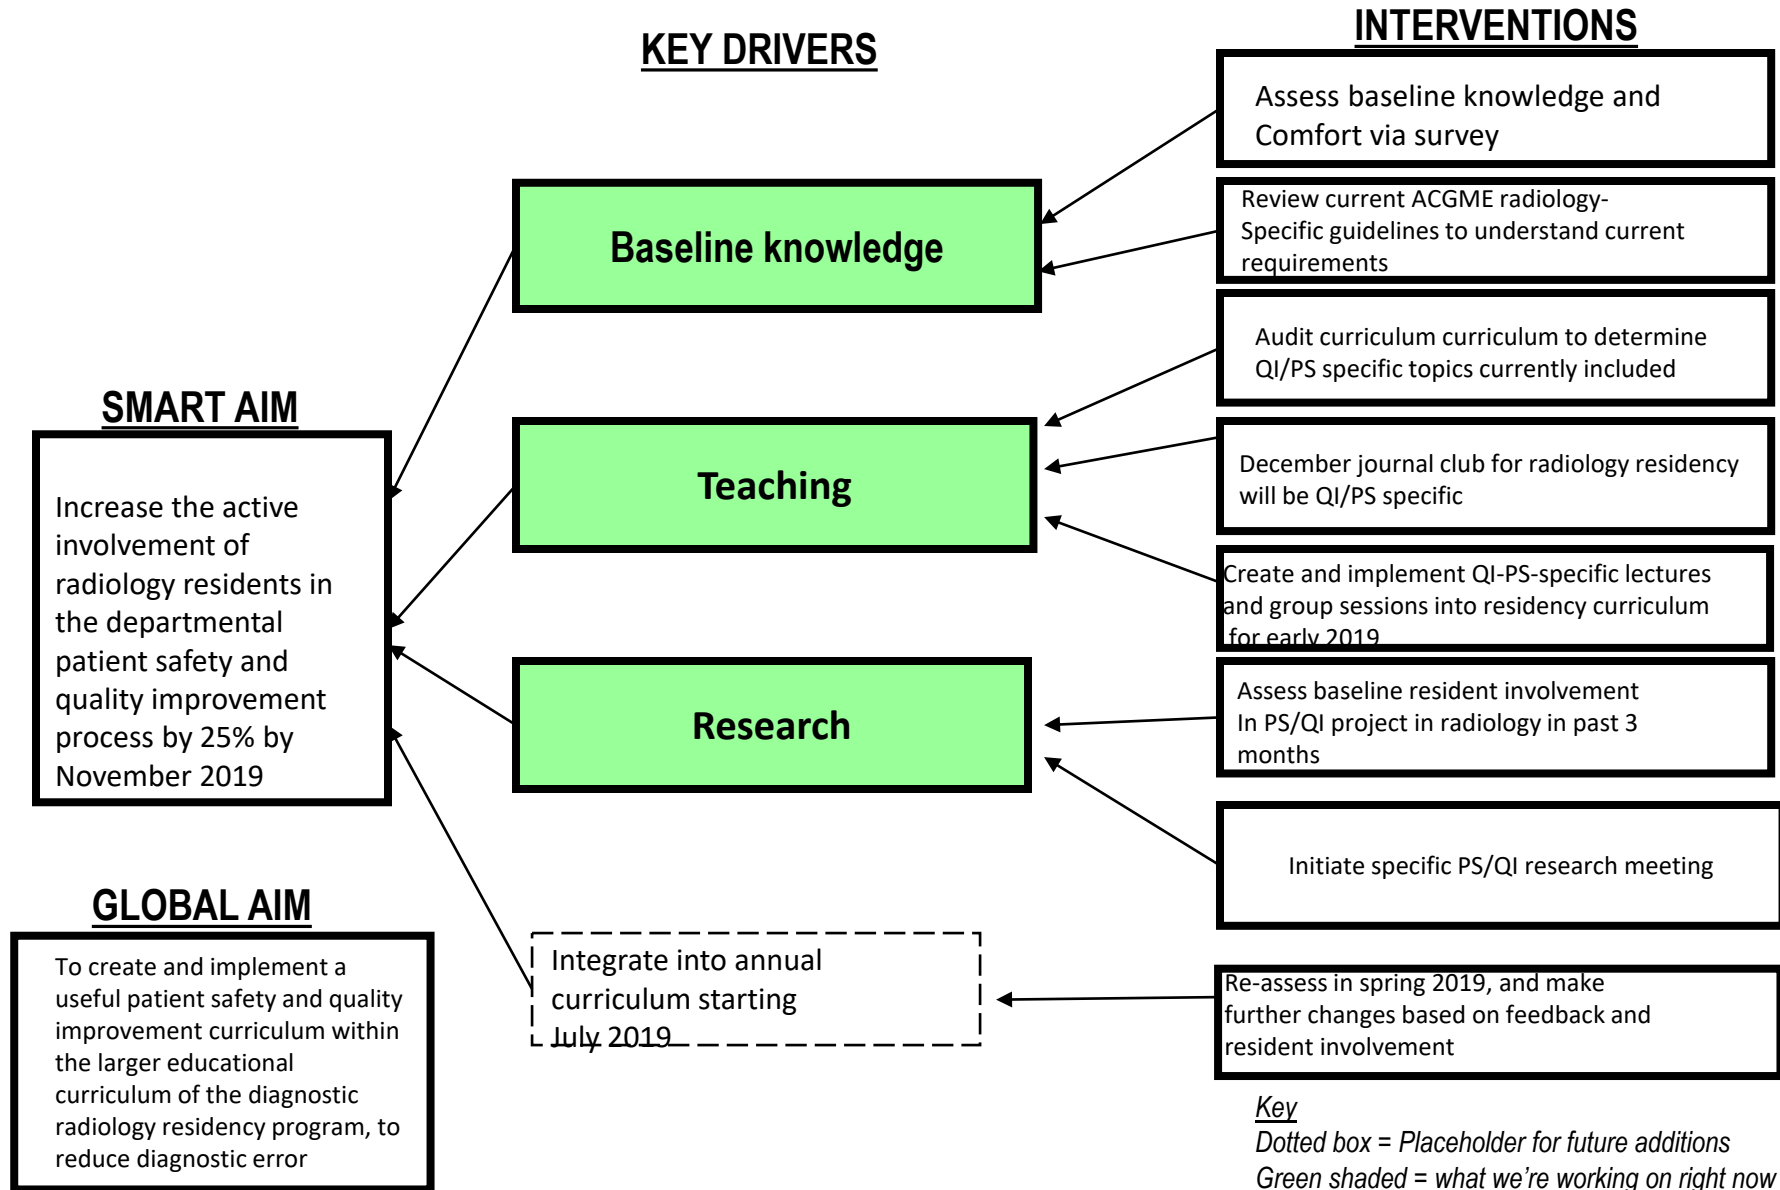 KEY DRIVERS
INTERVENTIONS
Assess baseline knowledge and
Comfort via survey
Review current ACGME radiology-
Specific guidelines to understand current
requirements
Baseline knowledge
Audit curriculum curriculum to determine
QI/PS specific topics currently included
SMART AIM
Increase the active
involvement of
radiology residents in
the departmental
patient safety and
quality improvement
process by 25% by
November 2019
Teaching
December journal club for radiology residency
will be QI/PS specific
Create and implement QI-PS-specific lectures
and group sessions into residency curriculum
for early 2019
Research
Assess baseline resident involvement
In PS/QI project in radiology in past 3
months
Initiate specific PS/QI research meeting
GLOBAL AIM
To create and implement a
useful patient safety and quality
improvement curriculum within
the larger educational
curriculum of the diagnostic
radiology residency program, to
reduce diagnostic error
Integrate into annual
curriculum starting
July 2019
Re-assess in spring 2019, and make
further changes based on feedback and
resident involvement
Key
Dotted box = Placeholder for future additions
Green shaded = what we're working on right now